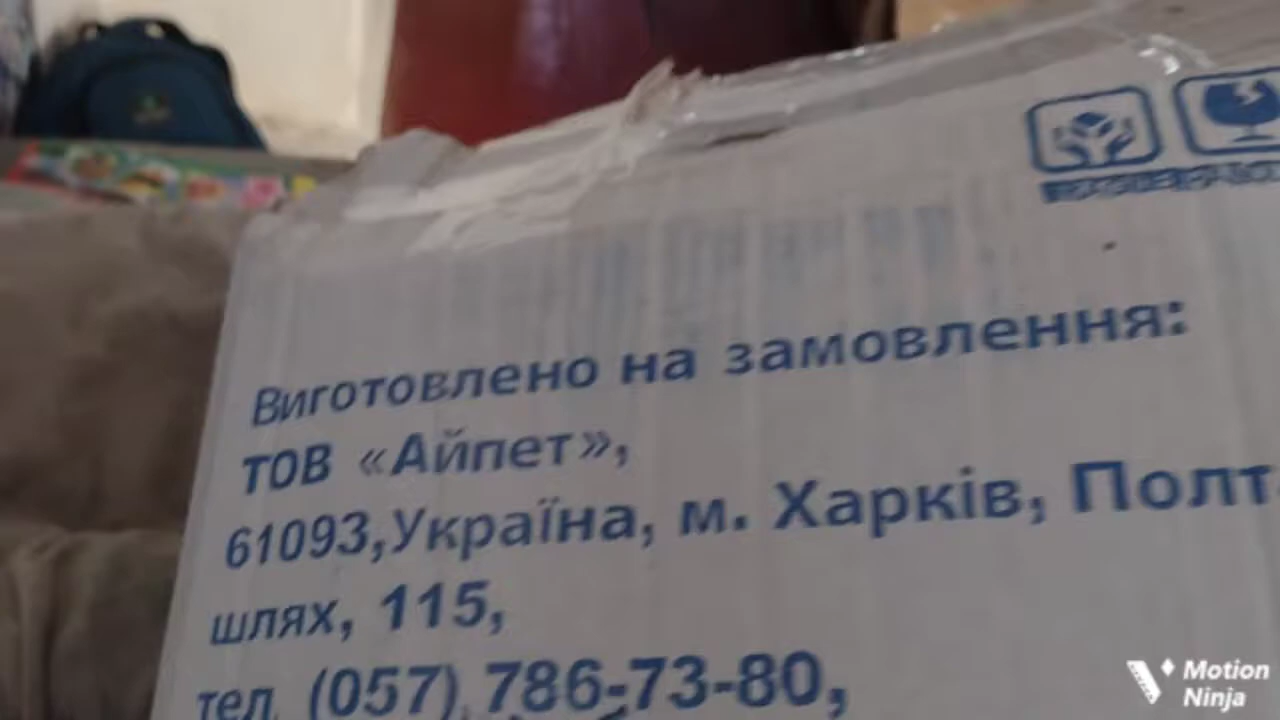 Виготовлено на замовлення:
ТОВ «Айпет»,
61093,Україна, м. Харків, Полт
шлях, 115,
тел (057) 786-73-80,
Motion
Ninja